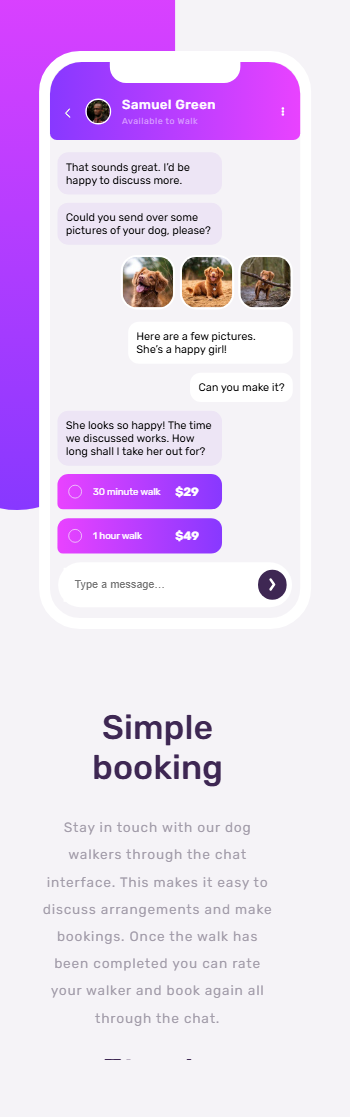 Samuel Green
Available to Walk
That sounds great. I'd be
happy to discuss more.
Could you send over some
pictures of your dog, please?
Here are a few pictures.
She's a happy girl!
Can you make it?
She looks so happy! The time
we discussed works. How
long shall I take her out for?
30 minute walk $29
1 hour walk $49
Type a message...
Simple
booking
Stay in touch with our dog
walkers through the chat
interface. This makes it easy to
discuss arrangements and make
bookings. Once the walk has
been completed you can rate
your walker and book again all
through the chat.